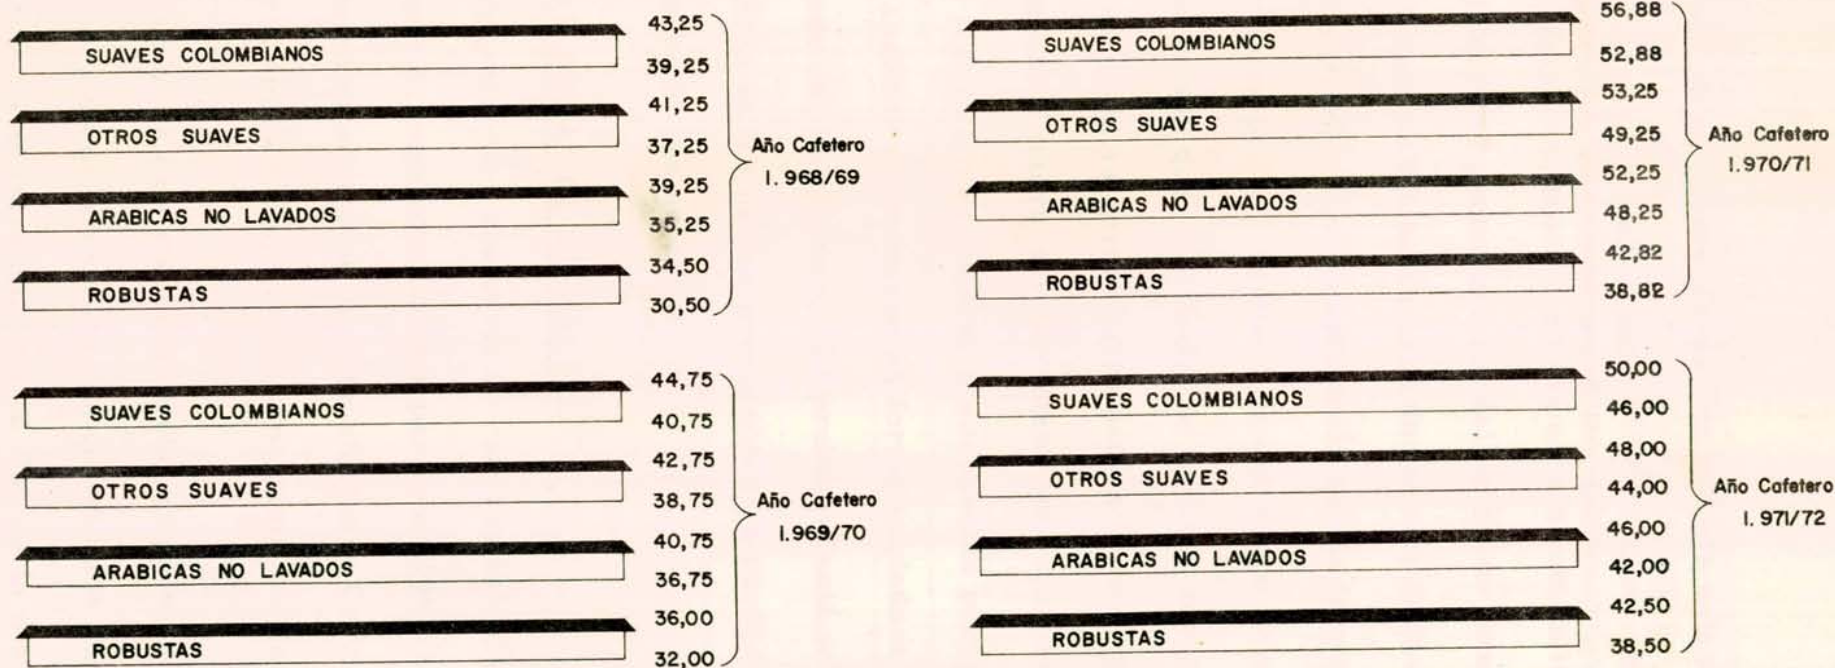 43,25
SUAVES COLOMBIANOS
39,25
41,25
OTROS SUAVES
37,25
39,25
ARABICAS NO LAVADOS
35,25
34,50
ROBUSTAS
30,50
Año Cafetero
1.968/69
56,88
SUAVES COLOMBIANOS
52,88
53,25
OTROS SUAVES
49,25
52,25
ARABICAS NO LAVADOS
48,25
42,82
ROBUSTAS
38,82
Año Cafetero
1.970/71
44,75
SUAVES COLOMBIANOS
40,75
42,75
OTROS SUAVES
38,75
40,75
ARABICAS NO LAVADOS
36,75
36,00
ROBUSTAS
32,00
Año Cafetero
1.969/70
50,00
SUAVES COLOMBIANOS
46,00
48,00
OTROS SUAVES
44,00
46,00
ARABICAS NO LAVADOS
42,00
42,50
ROBUSTAS
38,50
Año Cafetero
1.971/72